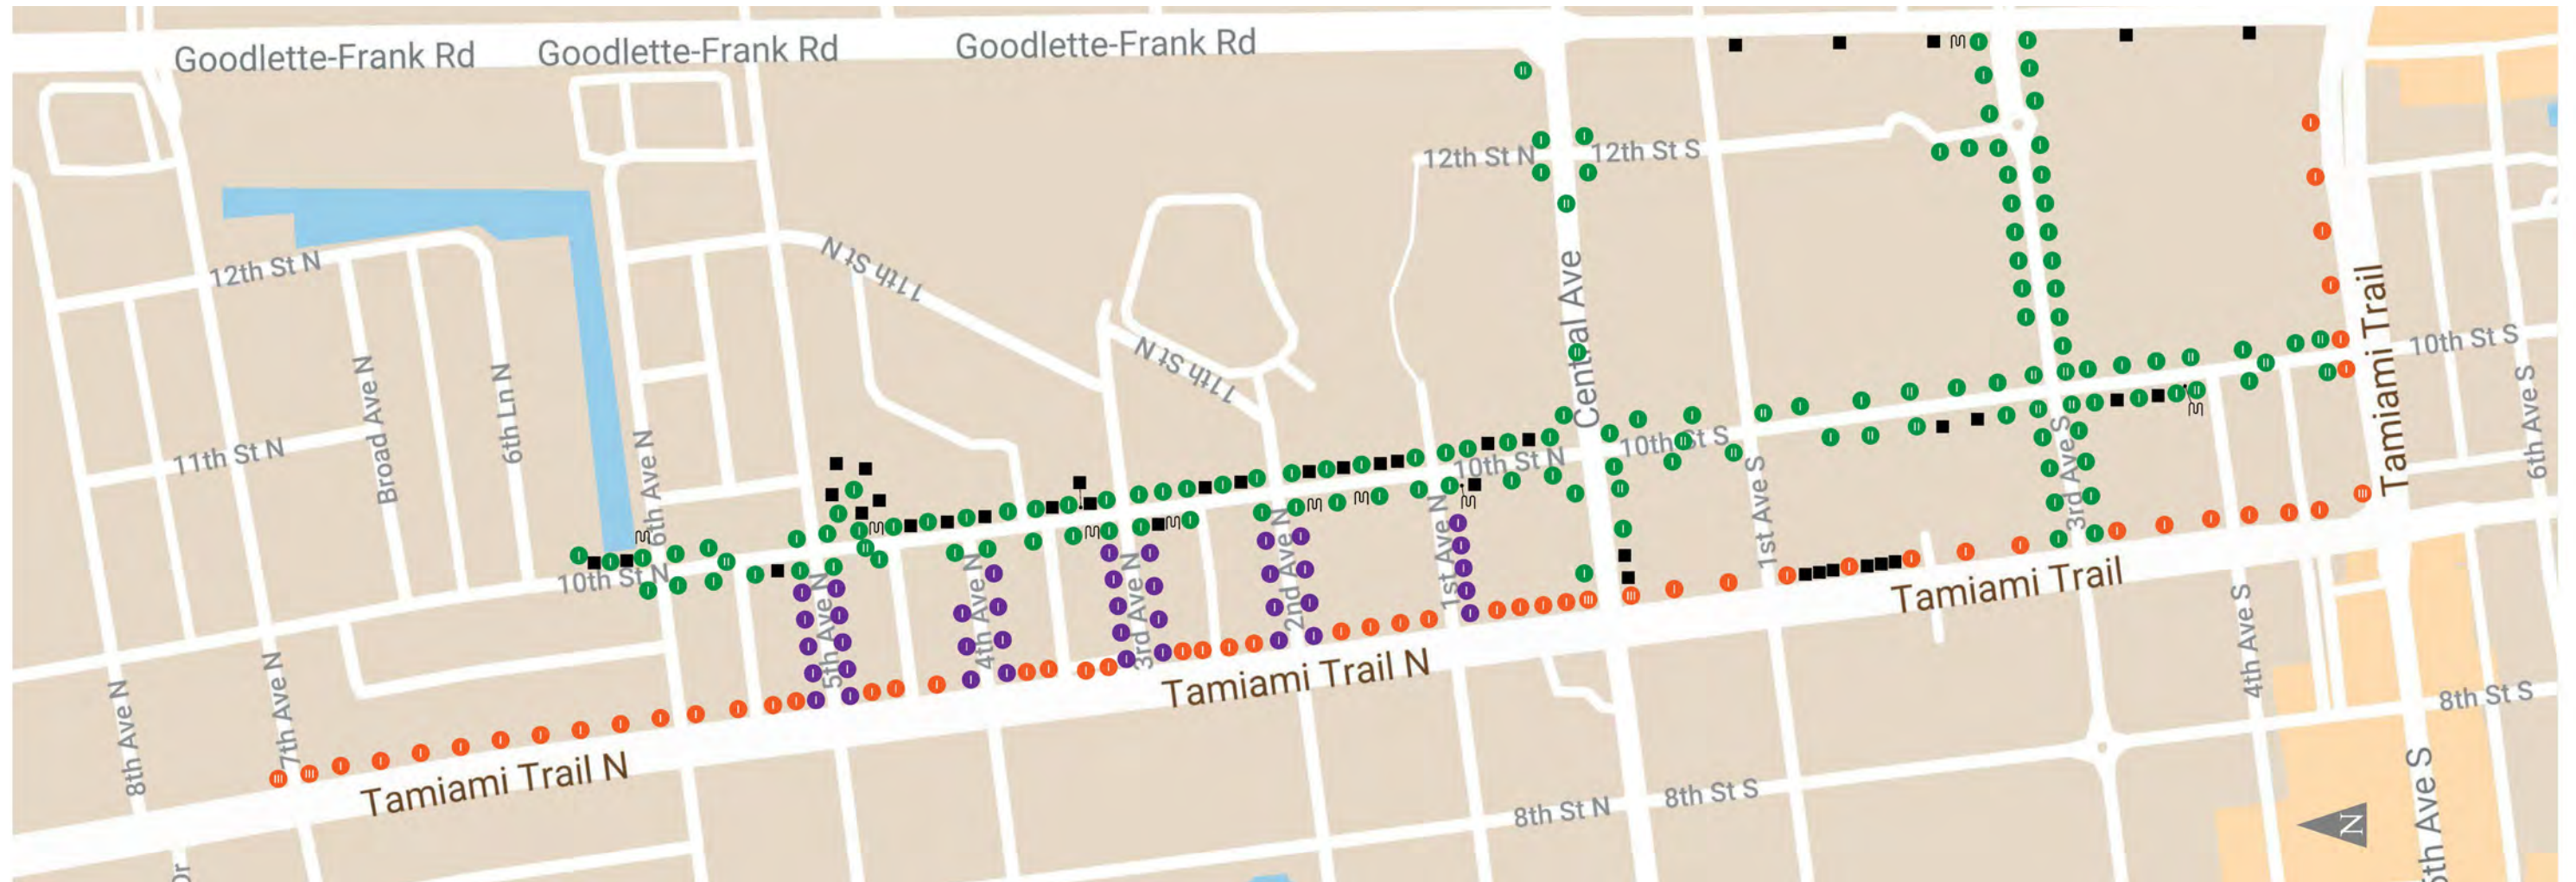 Goodlette-Frank Rd
Goodlette-Frank Rd
Goodlette-Frank Rd
12th St N
12th St S
12th St N
11th St N
11th St N
Central Ave
Tamiami Trail
10th St S
Broad Ave N
6th Ln N
6th Ave N
11th St N
10th St S
10th St N
6th Ave S
1st Ave S
3rd Ave S
10th St N
1st Ave N
2nd Ave N
3rd Ave N
4th Ave N
5th Ave N
Tamiami Trail
4th Ave S
8th St S
8th Ave N
7th Ave N
Tamiami Trail N
Tamiami Trail N
8th St N
8th St S
5th Ave S
N